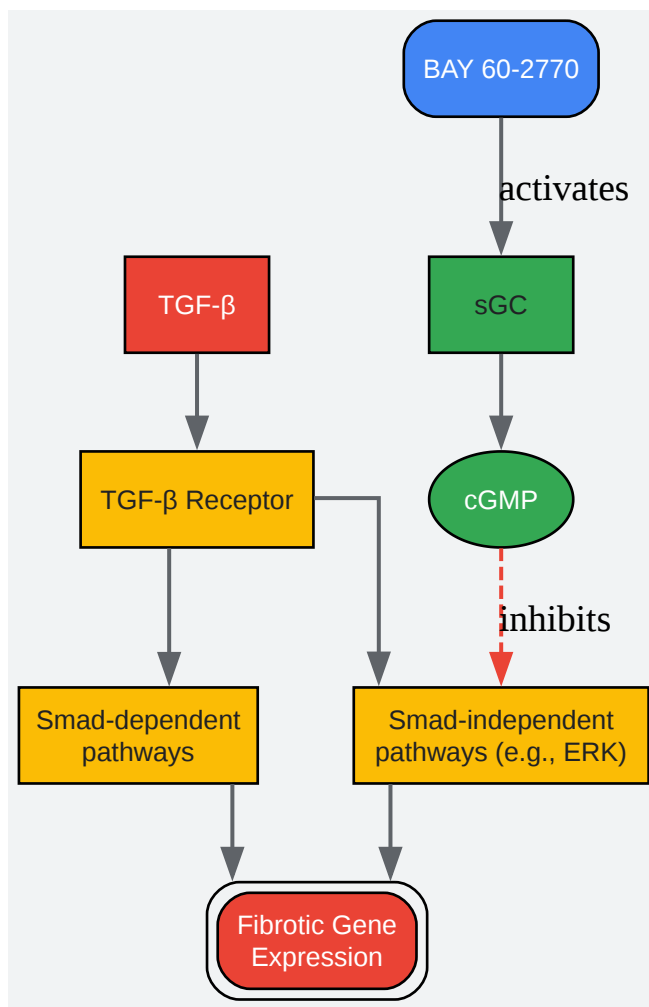 BAY 60-2770
activates
TGF-β
sGC
TGF-β Receptor
cGMP
inhibits
Smad-dependent
pathways
Smad-independent
pathways (e.g., ERK)
Fibrotic Gene
Expression